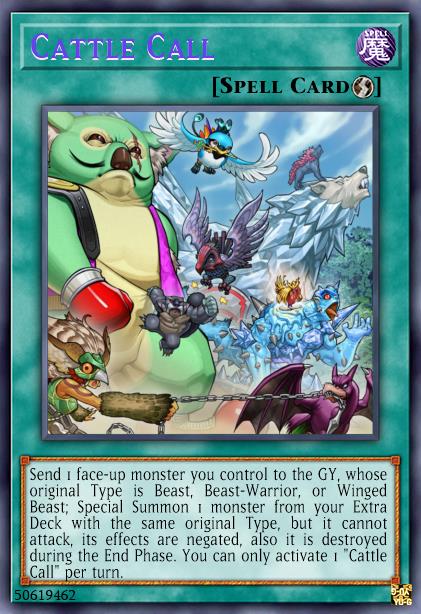 Cattle Call
SPELL
魔
[Spell Card]
Send 1 face-up monster you control to the GY, whose
original Type is Beast, Beast-Warrior, or Winged
Beast; Special Summon 1 monster from your Extra
Deck with the same original Type, but it cannot
attack, its effects are negated, also it is destroyed
during the End Phase. You can only activate 1 "Cattle
Call" per turn.
50619462